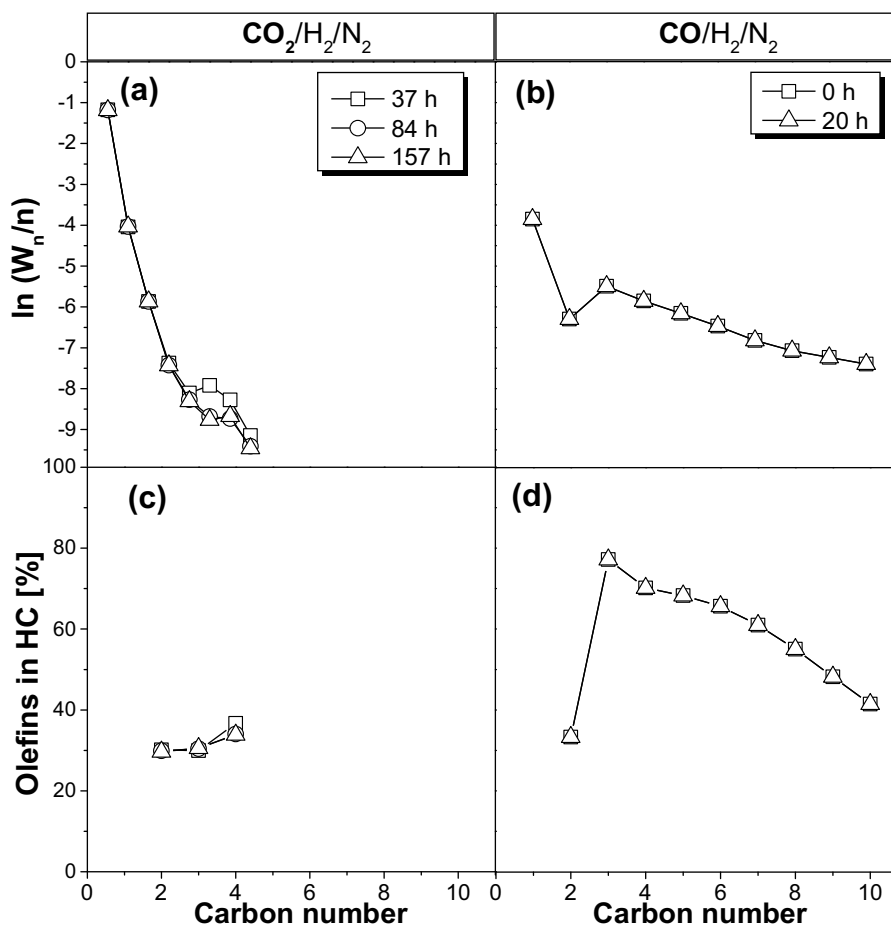 CO₂/H₂/N₂
CO/H₂/N₂
0
-1
-2
-3
-4
-5
-6
-7
-8
-9
100
ln (Wₙ/n)
(a)
37 h
84 h
157 h
(b)
0 h
20 h
80
60
40
20
0
Olefins in HC [%]
(c)
(d)
0 2 4 6 8 10
0 2 4 6 8 10
Carbon number
Carbon number